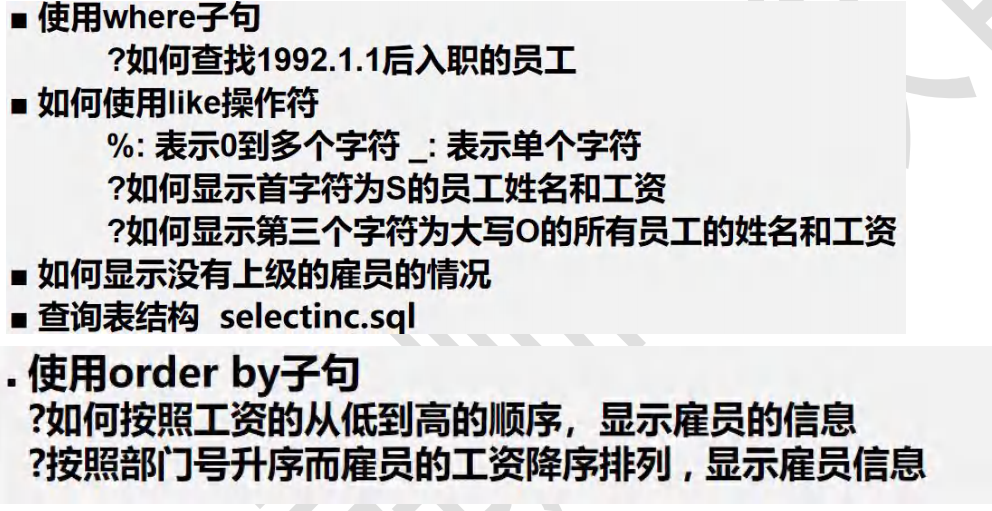 ■ 使用where子句
?如何查找1992.1.1后入职的员工
■ 如何使用like操作符
%: 表示0到多个字符 _: 表示单个字符
?如何显示首字符为S的员工姓名和工资
?如何显示第三个字符为大写O的所有员工的姓名和工资
■ 如何显示没有上级的雇员的情况
■ 查询表结构 selectinc.sql
. 使用order by子句
?如何按照工资的从低到高的顺序，显示雇员的信息
?按照部门号升序而雇员的工资降序排列 , 显示雇员信息